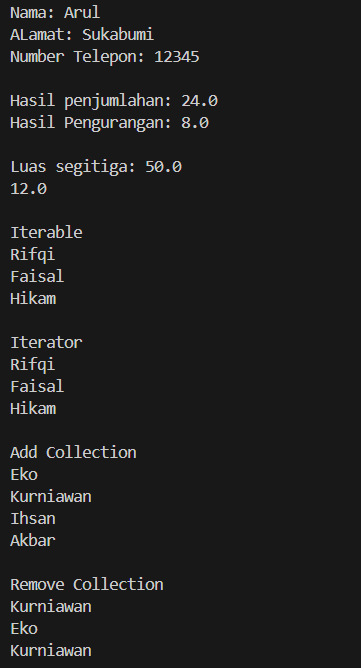 Nama: Arul
ALamat: Sukabumi
Number Telepon: 12345
Hasil penjumlahan: 24.0
Hasil Pengurangan: 8.0
Luas segitiga: 50.0
12.0
Iterable
Rifqi
Faisal
Hikam
Iterator
Rifqi
Faisal
Hikam
Add Collection
Eko
Kurniawan
Ihsan
Akbar
Remove Collection
Kurniawan
Eko
Kurniawan